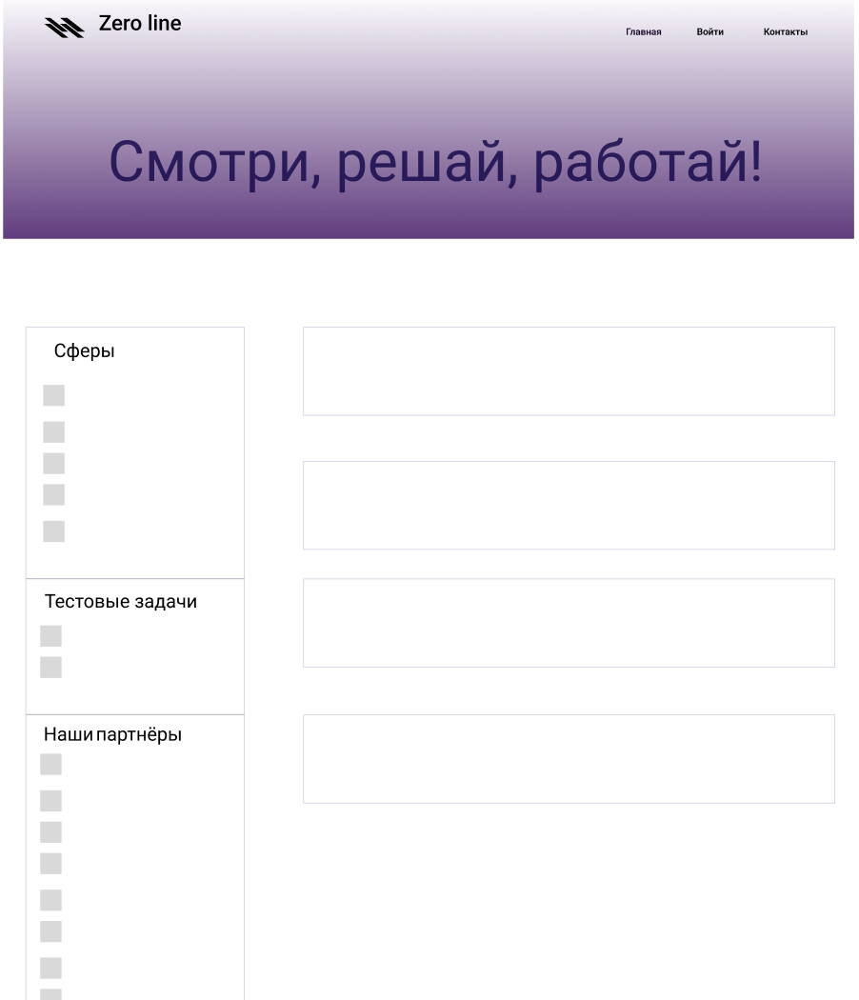 Zero line
Главная Войти Контакты
Смотри, решай, работай!
Сферы
Тестовые задачи
Наши партнёры